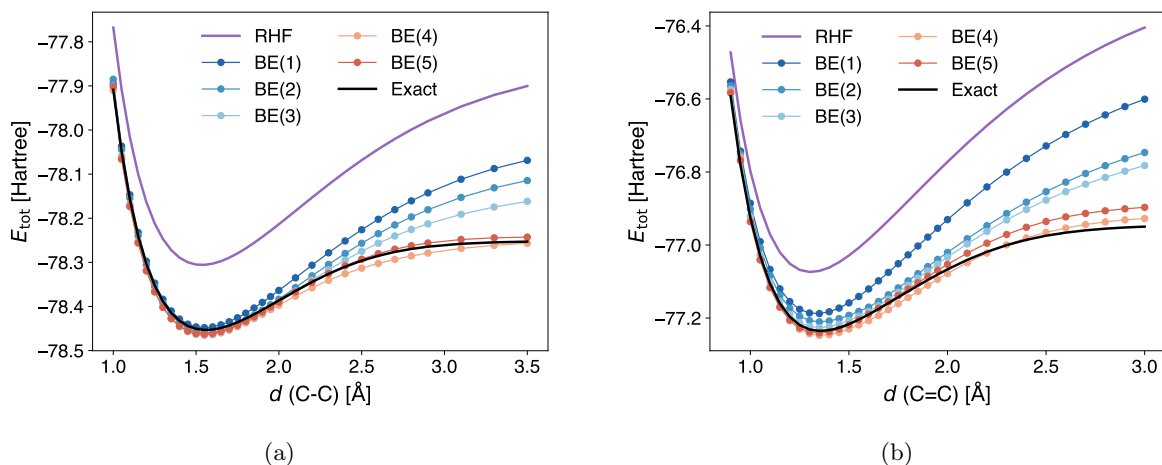 −77.8
−77.9
−78.0
−78.1
−78.2
−78.3
−78.4
−78.5
E_tot [Hartree]
RHF
BE(1)
BE(2)
BE(3)
BE(4)
BE(5)
Exact
1.0 1.5 2.0 2.5 3.0 3.5
d (C-C) [Å]
(a)
−76.4
−76.6
−76.8
−77.0
−77.2
E_tot [Hartree]
RHF
BE(1)
BE(2)
BE(3)
BE(4)
BE(5)
Exact
1.0 1.5 2.0 2.5 3.0
d (C=C) [Å]
(b)